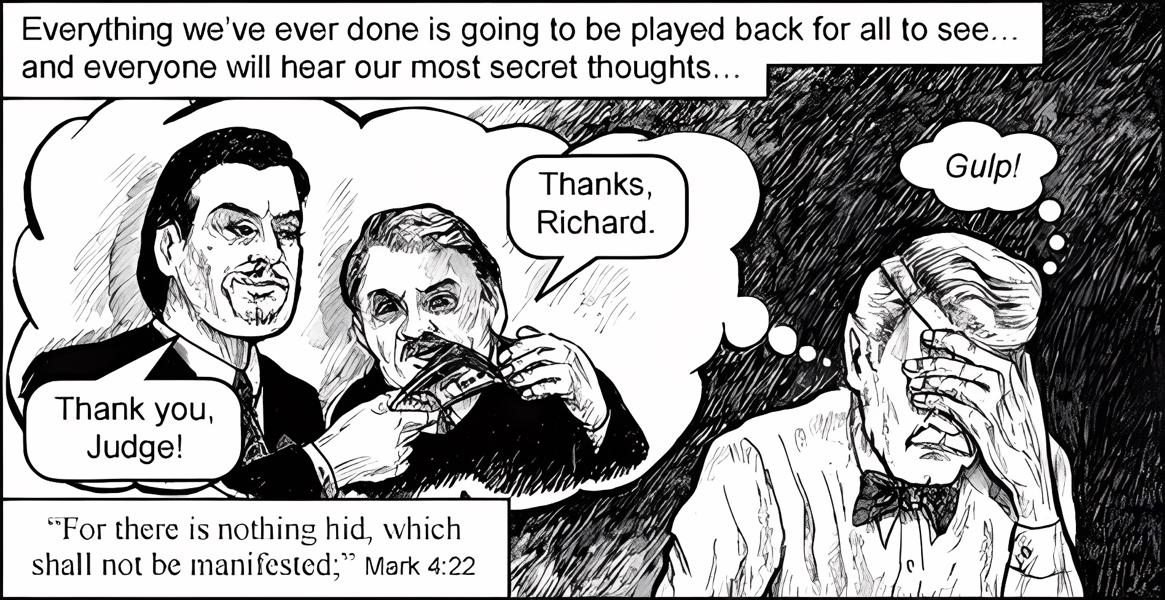 Everything we've ever done is going to be played back for all to see...
and everyone will hear our most secret thoughts...
Gulp!
Thanks,
Richard.
Thank you,
Judge!
“For there is nothing hid, which
shall not be manifested;” Mark 4:22